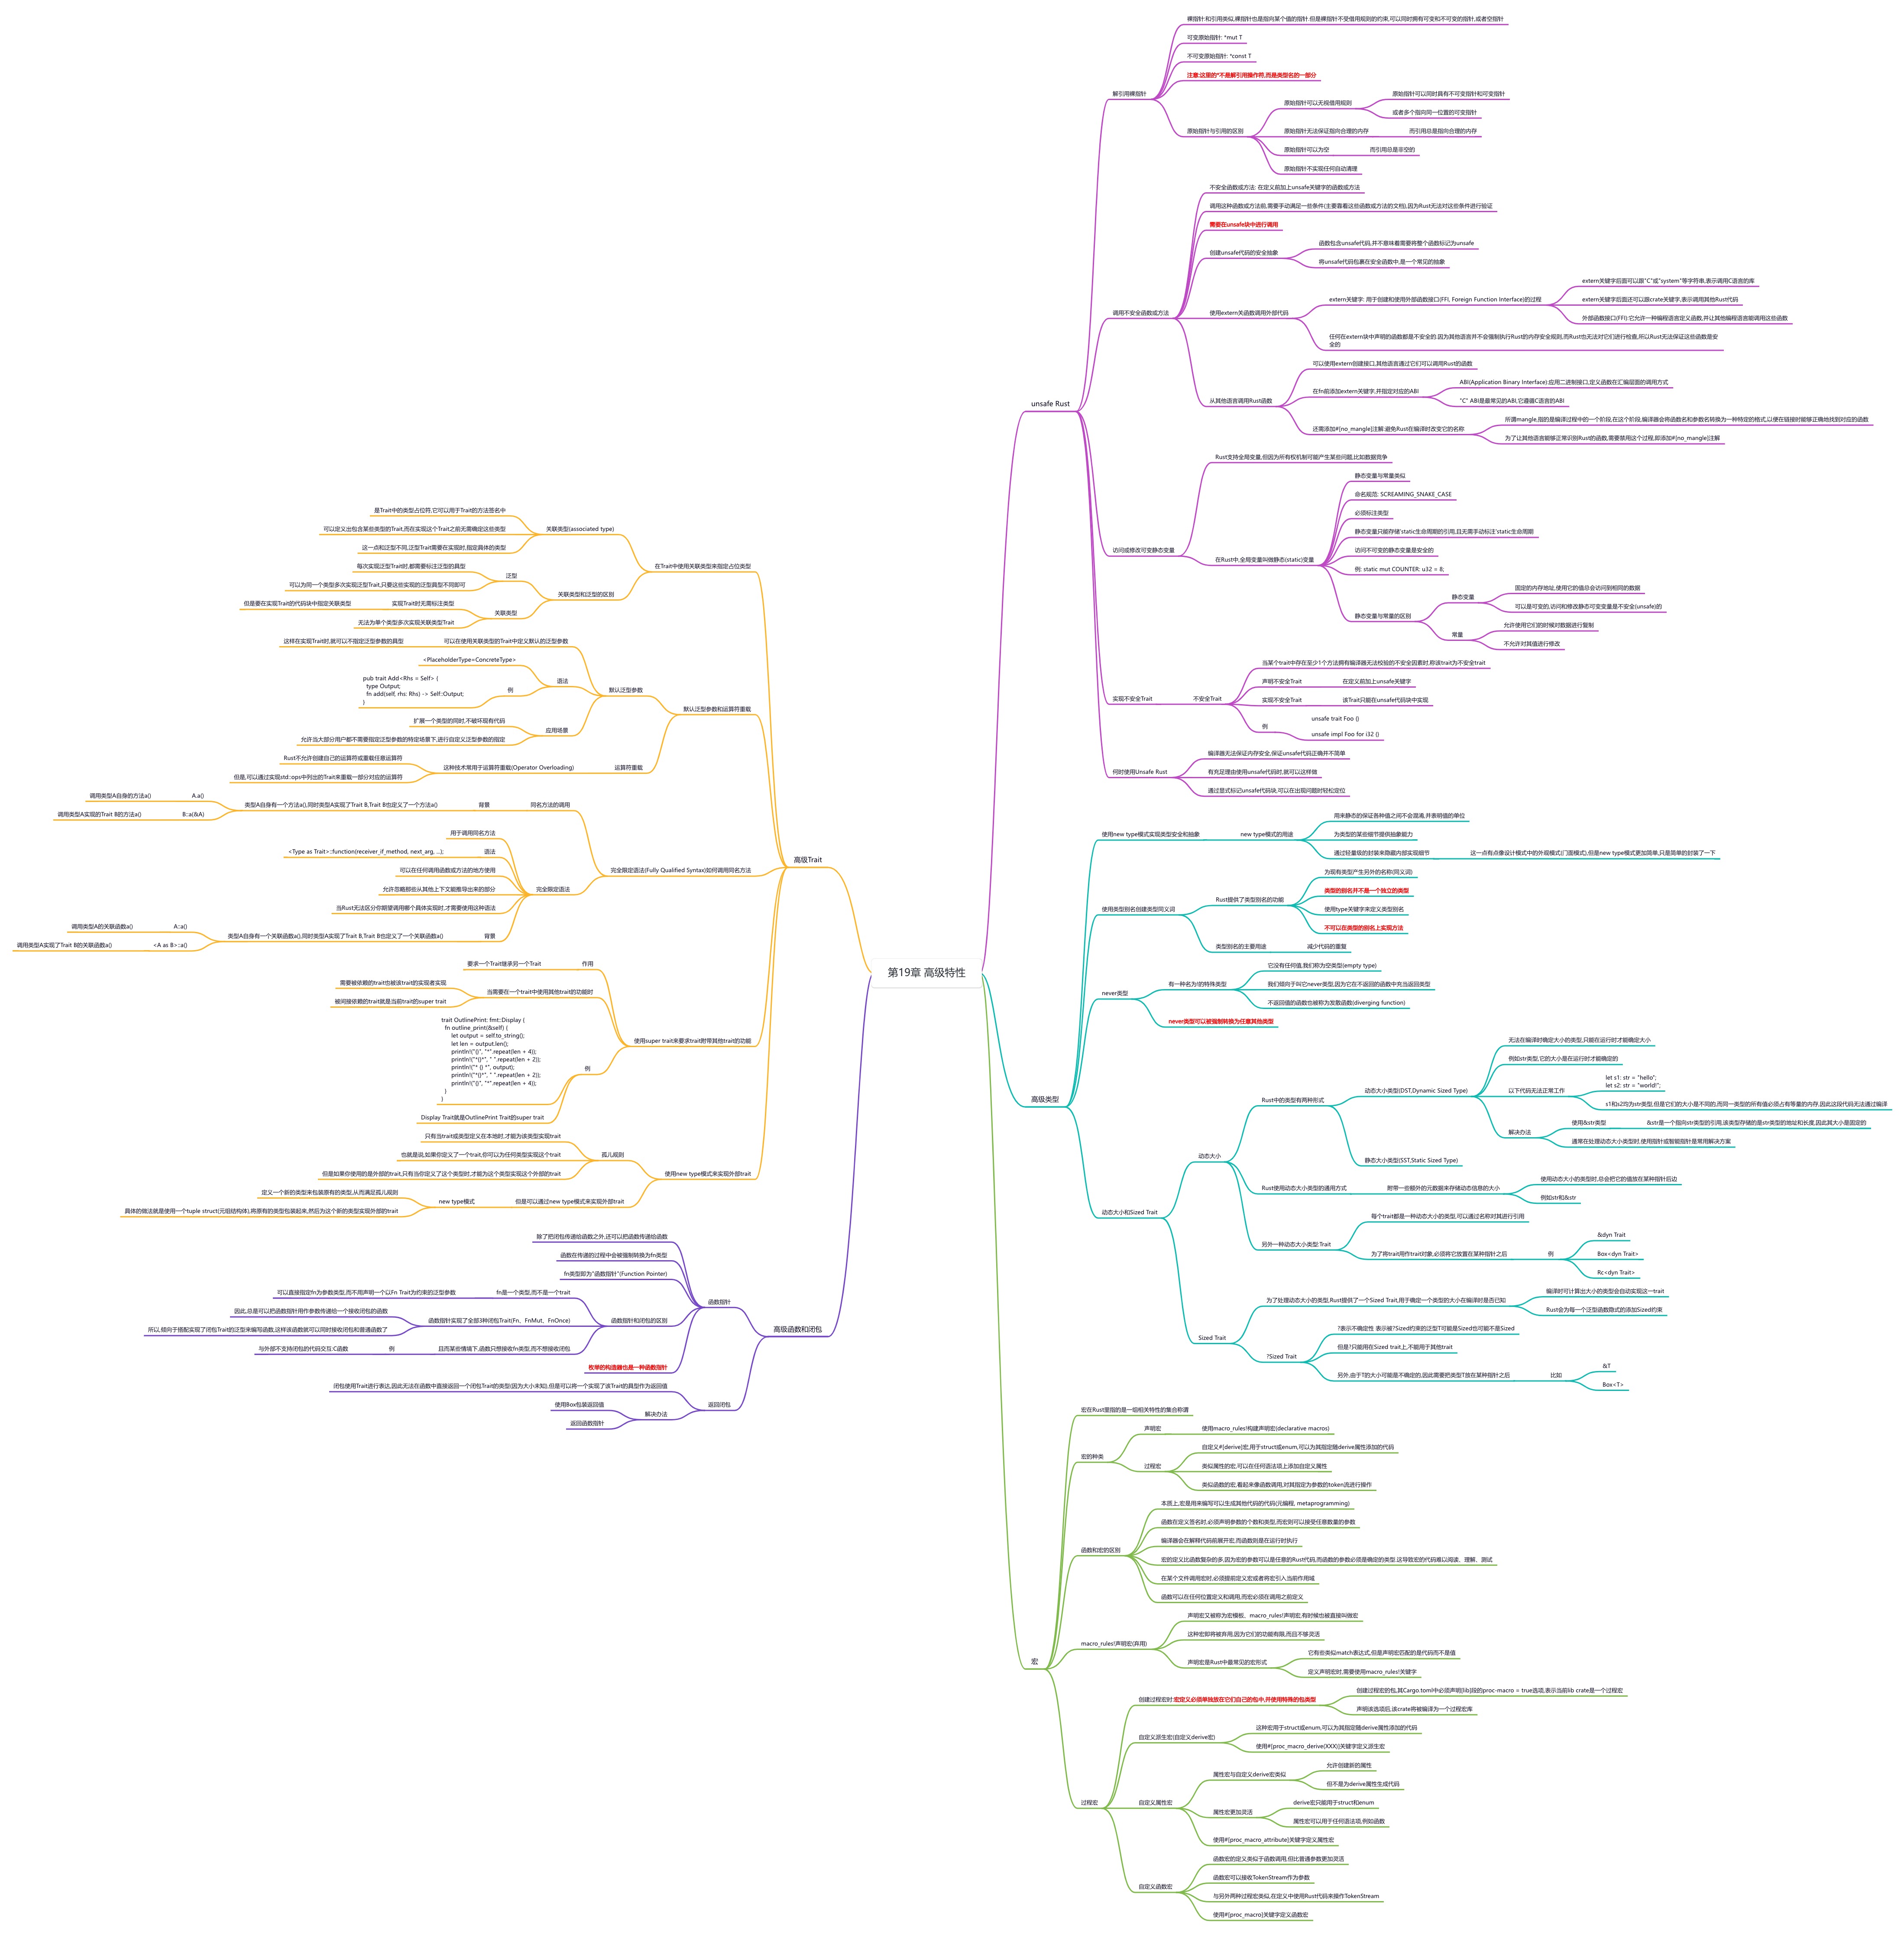 第19章 高级特性
unsafe Rust
解引用裸指针
裸指针:和引用类似,裸指针也是指向某个值的指针.但是裸指针不受借用规则的约束,可以同时拥有可变和不可变的指针,或者空指针
可变原始指针: *mut T
不可变原始指针: *const T
注意:这里的*不是解引用操作符,而是类型名的一部分
原始指针与引用的区别
原始指针可以无视借用规则
原始指针可以同时具有不可变指针和可变指针
或者多个指向同一位置的可变指针
原始指针无法保证指向合理的内存
而引用总是指向合理的内存
原始指针可以为空
而引用总是非空的
原始指针不实现任何自动清理
调用不安全函数或方法
不安全函数或方法: 在定义前加上unsafe关键字的函数或方法
调用这种函数或方法前,需要手动满足一些条件(主要靠看这些函数或方法的文档),因为Rust无法对这些条件进行验证
需要在unsafe块中进行调用
创建unsafe代码的安全抽象
函数包含unsafe代码,并不意味着需要将整个函数标记为unsafe
将unsafe代码包裹在安全函数中,是一个常见的抽象
使用extern关函数调用外部代码
extern关键字: 用于创建和使用外部函数接口(FFI, Foreign Function Interface)的过程
extern关键字后面可以跟"C"或"system"等字符串,表示调用C语言的库
extern关键字后面还可以跟crate关键字,表示调用其他Rust代码
外部函数接口(FFI):它允许一种编程语言定义函数,并让其他编程语言能调用这些函数
任何在extern块中声明的函数都是不安全的.因为其他语言并不会强制执行Rust的内存安全规则,而Rust也无法对它们进行检查,所以Rust无法保证这些函数是安
全的
从其他语言调用Rust函数
可以使用extern创建接口,其他语言通过它们可以调用Rust的函数
在fn前添加extern关键字,并指定对应的ABI
ABI(Application Binary Interface):应用二进制接口,定义函数在汇编层面的调用方式
"C" ABI是最常见的ABI,它遵循C语言的ABI
还需添加#[no_mangle]注解:避免Rust在编译时改变它的名称
所谓mangle,指的是编译过程中的一个阶段,在这个阶段,编译器会将函数名和参数名转换为一种特定的格式,以便在链接时能够正确地找到对应的函数
为了让其他语言能够正常识别Rust的函数,需要禁用这个过程,即添加#[no_mangle]注解
访问或修改可变静态变量
Rust支持全局变量,但因为所有权机制可能产生某些问题,比如数据竞争
在Rust中,全局变量叫做静态(static)变量
静态变量与常量类似
命名规范: SCREAMING_SNAKE_CASE
必须标注类型
静态变量只能存储'static生命周期的引用,且无需手动标注'static生命周期
访问不可变的静态变量是安全的
例: static mut COUNTER: u32 = 8;
静态变量与常量的区别
静态变量
固定的内存地址,使用它的值总会访问到相同的数据
可以是可变的,访问和修改静态可变变量是不安全(unsafe)的
常量
允许使用它们的时候对数据进行复制
不允许对其值进行修改
实现不安全Trait
不安全Trait
当某个trait中存在至少1个方法拥有编译器无法校验的不安全因素时,称该trait为不安全trait
声明不安全Trait
在定义前加上unsafe关键字
实现不安全Trait
该Trait只能在unsafe代码块中实现
例
unsafe trait Foo {}
unsafe impl Foo for i32 {}
何时使用Unsafe Rust
编译器无法保证内存安全,保证unsafe代码正确并不简单
有充足理由使用unsafe代码时,就可以这样做
通过显式标记unsafe代码块,可以在出现问题时轻松定位
高级类型
使用new type模式实现类型安全和抽象
new type模式的用途
用来静态的保证各种值之间不会混淆,并表明值的单位
为类型的某些细节提供抽象能力
通过轻量级的封装来隐藏内部实现细节
这一点有点像设计模式中的外观模式(门面模式),但是new type模式更加简单,只是简单的封装了一下
使用类型别名创建类型同义词
Rust提供了类型别名的功能
为现有类型产生另外的名称(同义词)
类型的别名并不是一个独立的类型
使用type关键字来定义类型别名
不可以在类型的别名上实现方法
类型别名的主要用途
减少代码的重复
never类型
有一种名为!的特殊类型
它没有任何值,我们称为空类型(empty type)
我们倾向于叫它never类型,因为它在不返回的函数中充当返回类型
不返回值的函数也被称为发散函数(diverging function)
never类型可以被强制转换为任意其他类型
动态大小和Sized Trait
动态大小
Rust中的类型有两种形式
动态大小类型(DST,Dynamic Sized Type)
无法在编译时确定大小的类型,只能在运行时才能确定大小
例如str类型,它的大小是在运行时才能确定的
以下代码无法正常工作
let s1: str = "hello";
let s2: str = "world!";
s1和s2均为str类型,但是它们的大小是不同的,而同一类型的所有值必须占有等量的内存,因此这段代码无法通过编译
解决办法
使用&str类型
&str是一个指向str类型的引用,该类型存储的是str类型的地址和长度,因此其大小是固定的
通常在处理动态大小类型时,使用指针或智能指针是常用解决方案
静态大小类型(SST,Static Sized Type)
Rust使用动态大小类型的通用方式
附带一些额外的元数据来存储动态信息的大小
使用动态大小的类型时,总会把它的值放在某种指针后边
例如str和&str
另外一种动态大小类型:Trait
每个trait都是一种动态大小的类型,可以通过名称对其进行引用
为了将trait用作trait对象,必须将它放置在某种指针之后
例
&dyn Trait
Box<dyn Trait>
Rc<dyn Trait>
Sized Trait
为了处理动态大小的类型,Rust提供了一个Sized Trait,用于确定一个类型的大小在编译时是否已知
编译时可计算出大小的类型会自动实现这一trait
Rust会为每一个泛型函数隐式的添加Sized约束
?Sized Trait
?表示不确定性 表示被?Sized约束的泛型T可能是Sized也可能不是Sized
但是?只能用在Sized trait上,不能用于其他trait
另外,由于T的大小可能是不确定的,因此需要把类型T放在某种指针之后
比如
&T
Box<T>
宏
宏在Rust里指的是一组相关特性的集合称谓
宏的种类
声明宏
使用macro_rules!构建声明宏(declarative macros)
过程宏
自定义#[derive]宏,用于struct或enum,可以为其指定随derive属性添加的代码
类似属性的宏,可以在任何语法项上添加自定义属性
类似函数的宏,看起来像函数调用,对其指定为参数的token流进行操作
函数和宏的区别
本质上,宏是用来编写可以生成其他代码的代码(元编程, metaprogramming)
函数在定义签名时,必须声明参数的个数和类型,而宏则可以接受任意数量的参数
编译器会在解释代码前展开宏,而函数则是在运行时执行
宏的定义比函数复杂的多,因为宏的参数可以是任意的Rust代码,而函数的参数必须是确定的类型.这导致宏的代码难以阅读、理解、测试
在某个文件调用宏时,必须提前定义宏或者将宏引入当前作用域
函数可以在任何位置定义和调用,而宏必须在调用之前定义
macro_rules!声明宏(弃用)
声明宏又被称为宏模板、macro_rules!声明宏,有时候也被直接叫做宏
这种宏即将被弃用,因为它们的功能有限,而且不够灵活
声明宏是Rust中最常见的宏形式
它有些类似match表达式,但是声明宏匹配的是代码而不是值
定义声明宏时,需要使用macro_rules!关键字
过程宏
创建过程宏时:宏定义必须单独放在它们自己的包中,并使用特殊的包类型
创建过程宏的包,其Cargo.toml中必须声明[lib]段的proc-macro = true选项,表示当前lib crate是一个过程宏
声明该选项后,该crate将被编译为一个过程宏库
自定义派生宏(自定义derive宏)
这种宏用于struct或enum,可以为其指定随derive属性添加的代码
使用#[proc_macro_derive(XXX)]关键字定义派生宏
自定义属性宏
属性宏与自定义derive宏类似
允许创建新的属性
但不是为derive属性生成代码
属性宏更加灵活
derive宏只能用于struct和enum
属性宏可以用于任何语法项,例如函数
使用#[proc_macro_attribute]关键字定义属性宏
自定义函数宏
函数宏的定义类似于函数调用,但比普通参数更加灵活
函数宏可以接收TokenStream作为参数
与另外两种过程宏类似,在定义中使用Rust代码来操作TokenStream
使用#[proc_macro]关键字定义函数宏
高级Trait
在Trait中使用关联类型来指定占位类型
关联类型(associated type)
是Trait中的类型占位符,它可以用于Trait的方法签名中
可以定义出包含某些类型的Trait,而在实现这个Trait之前无需确定这些类型
这一点和泛型不同,泛型Trait需要在实现时,指定具体的类型
关联类型和泛型的区别
泛型
每次实现泛型Trait时,都需要标注泛型的具型
可以为同一个类型多次实现泛型Trait,只要这些实现的泛型具型不同即可
关联类型
实现Trait时无需标注类型
但是要在实现Trait的代码块中指定关联类型
无法为单个类型多次实现关联类型Trait
默认泛型参数和运算符重载
默认泛型参数
可以在使用关联类型的Trait中定义默认的泛型参数
这样在实现Trait时,就可以不指定泛型参数的具型
语法
<PlaceholderType=ConcreteType>
例
pub trait Add<Rhs = Self> {
type Output;
fn add(self, rhs: Rhs) -> Self::Output;
}
应用场景
扩展一个类型的同时,不破坏现有代码
允许当大部分用户都不需要指定泛型参数的特定场景下,进行自定义泛型参数的指定
运算符重载
这种技术常用于运算符重载(Operator Overloading)
Rust不允许创建自己的运算符或重载任意运算符
但是,可以通过实现std::ops中列出的Trait来重载一部分对应的运算符
完全限定语法(Fully Qualified Syntax)如何调用同名方法
同名方法的调用
背景
类型A自身有一个方法a(),同时类型A实现了Trait B,Trait B也定义了一个方法a()
A.a()
调用类型A自身的方法a()
B::a(&A)
调用类型A实现的Trait B的方法a()
完全限定语法
用于调用同名方法
语法
<Type as Trait>::function(receiver_if_method, next_arg, ...);
可以在任何调用函数或方法的地方使用
允许忽略那些从其他上下文能推导出来的部分
当Rust无法区分你期望调用哪个具体实现时,才需要使用这种语法
背景
类型A自身有一个关联函数a(),同时类型A实现了Trait B,Trait B也定义了一个关联函数a()
A::a()
调用类型A的关联函数a()
<A as B>::a()
调用类型A实现了Trait B的关联函数a()
使用super trait来要求trait附带其他trait的功能
作用
要求一个Trait继承另一个Trait
当需要在一个trait中使用其他trait的功能时
需要被依赖的trait也被该trait的实现者实现
被间接依赖的trait就是当前trait的super trait
例
trait OutlinePrint: fmt::Display {
fn outline_print(&self) {
let output = self.to_string();
let len = output.len();
println!("{}", "*".repeat(len + 4));
println!("*{}*", " ".repeat(len + 2));
println!("* {} *", output);
println!("*{}*", " ".repeat(len + 2));
println!("{}", "*".repeat(len + 4));
}
}
Display Trait就是OutlinePrint Trait的super trait
使用new type模式来实现外部trait
孤儿规则
只有当trait或类型定义在本地时,才能为该类型实现trait
也就是说,如果你定义了一个trait,你可以为任何类型实现这个trait
但是如果你使用的是外部的trait,只有当你定义了这个类型时,才能为这个类型实现这个外部的trait
但是可以通过new type模式来实现外部trait
new type模式
定义一个新的类型来包装原有的类型,从而满足孤儿规则
具体的做法就是使用一个tuple struct(元组结构体),将原有的类型包装起来,然后为这个新的类型实现外部的trait
高级函数和闭包
函数指针
除了把闭包传递给函数之外,还可以把函数传递给函数
函数在传递的过程中会被强制转换为fn类型
fn类型即为"函数指针"(Function Pointer)
函数指针和闭包的区别
fn是一个类型,而不是一个trait
可以直接指定fn为参数类型,而不用声明一个以Fn Trait为约束的泛型参数
函数指针实现了全部3种闭包Trait(Fn、FnMut、FnOnce)
因此,总是可以把函数指针用作参数传递给一个接收闭包的函数
所以,倾向于搭配实现了闭包Trait的泛型来编写函数,这样该函数就可以同时接收闭包和普通函数了
且而某些情境下,函数只想接收fn类型,而不想接收闭包
例
与外部不支持闭包的代码交互:C函数
枚举的构造器也是一种函数指针
返回闭包
闭包使用Trait进行表达,因此无法在函数中直接返回一个闭包Trait的类型(因为大小未知),但是可以将一个实现了该Trait的具型作为返回值
解决办法
使用Box包装返回值
返回函数指针